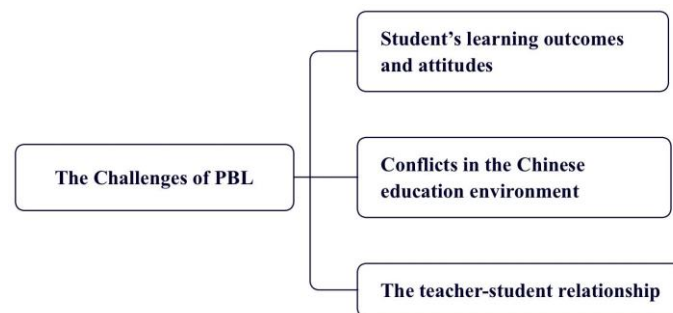 Student's learning outcomes
and attitudes
The Challenges of PBL
Conflicts in the Chinese
education environment
The teacher-student relationship